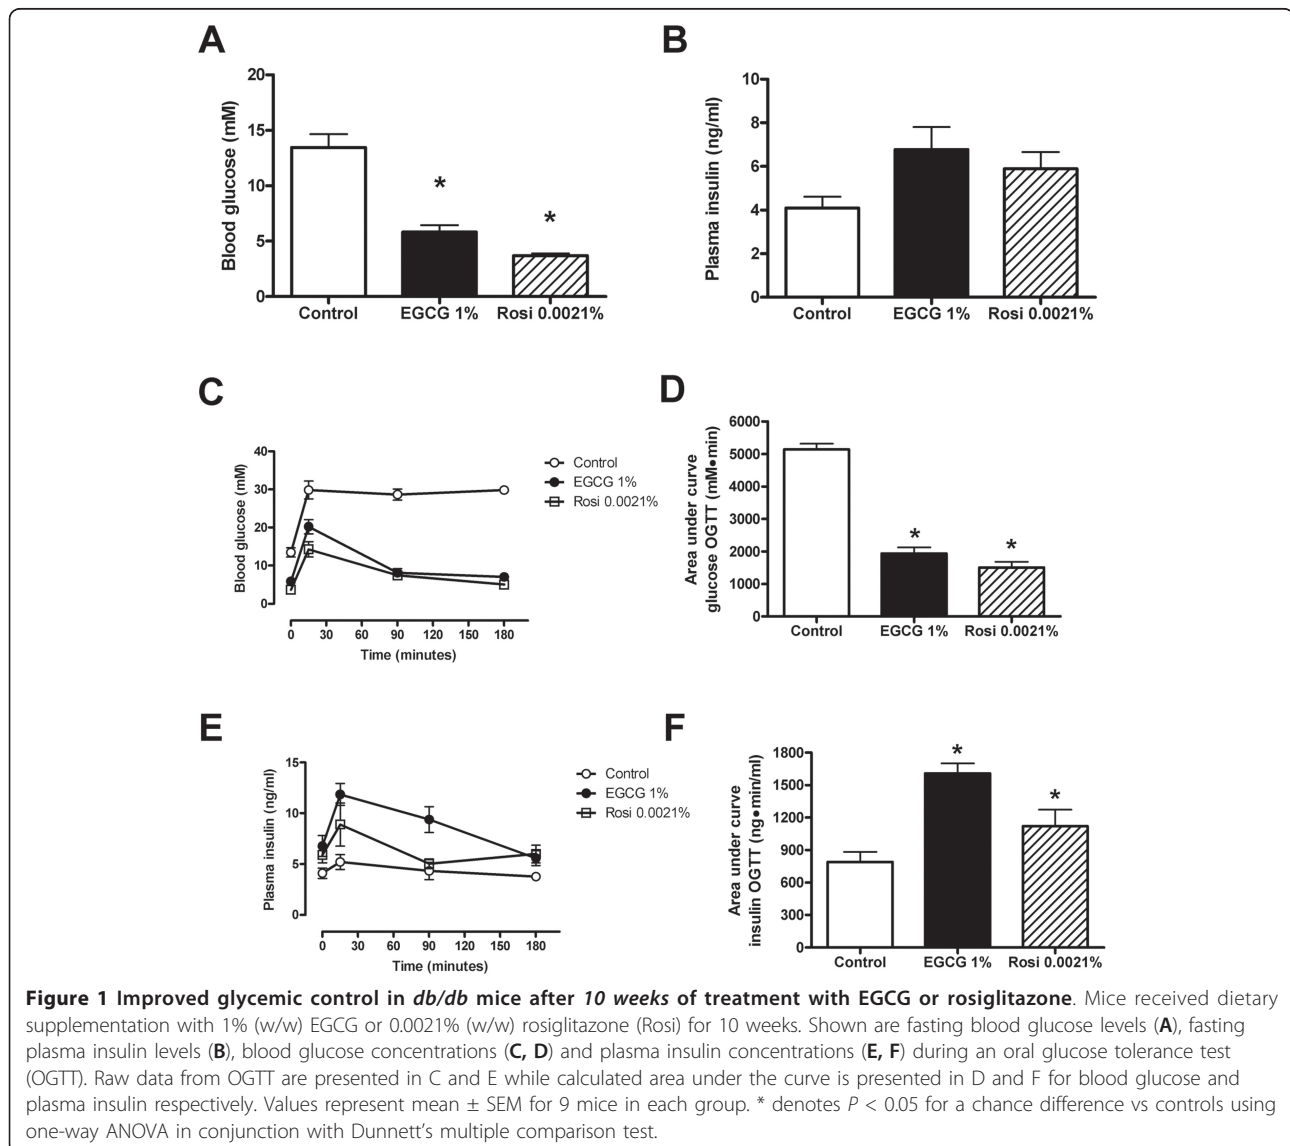 A
20
15
10
5
0
Blood glucose (mM)
*
*
Control
EGCG 1%
Rosi 0.0021%
B
10
8
6
4
2
0
Plasma insulin (ng/ml)
Control
EGCG 1%
Rosi 0.0021%
C
40
30
20
10
0
Blood glucose (mM)
Control
EGCG 1%
Rosi 0.0021%
0 30 60 90 120 150 180
Time (minutes)
D
6000
5000
4000
3000
2000
1000
0
Area under curve
glucose OGTT (mM•min)
*
*
Control
EGCG 1%
Rosi 0.0021%
E
15
10
5
0
Plasma insulin (ng/ml)
Control
EGCG 1%
Rosi 0.0021%
0 30 60 90 120 150 180
Time (minutes)
F
1800
1500
1200
900
600
300
0
Area under curve
insulin OGTT (ng•min/ml)
*
*
Control
EGCG 1%
Rosi 0.0021%
Figure 1 Improved glycemic control in db/db mice after 10 weeks of treatment with EGCG or rosiglitazone. Mice received dietary
supplementation with 1% (w/w) EGCG or 0.0021% (w/w) rosiglitazone (Rosi) for 10 weeks. Shown are fasting blood glucose levels (A), fasting
plasma insulin levels (B), blood glucose concentrations (C, D) and plasma insulin concentrations (E, F) during an oral glucose tolerance test
(OGTT). Raw data from OGTT are presented in C and E while calculated area under the curve is presented in D and F for blood glucose and
plasma insulin respectively. Values represent mean ± SEM for 9 mice in each group. * denotes P < 0.05 for a chance difference vs controls using
one-way ANOVA in conjunction with Dunnett's multiple comparison test.